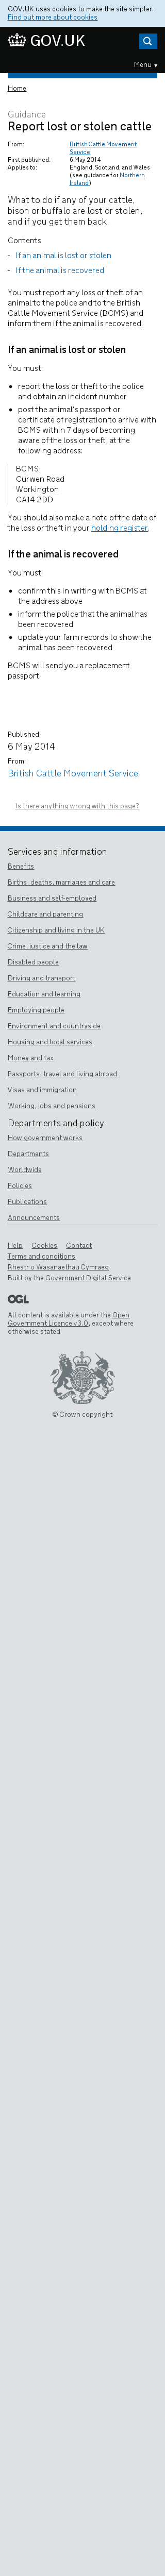 GOV.UK uses cookies to make the site simpler.
Find out more about cookies
GOV.UK
Menu ▼
Home
Guidance
Report lost or stolen cattle
From:
British Cattle Movement
Service
First published:
6 May 2014
Applies to:
England, Scotland, and Wales
(see guidance for Northern
Ireland)
What to do if any of your cattle,
bison or buffalo are lost or stolen,
and if you get them back.
Contents
- If an animal is lost or stolen
- If the animal is recovered
You must report any loss or theft of an
animal to the police and to the British
Cattle Movement Service (BCMS) and
inform them if the animal is recovered.
If an animal is lost or stolen
You must:
• report the loss or theft to the police
and obtain an incident number
• post the animal's passport or
certificate of registration to arrive with
BCMS within 7 days of becoming
aware of the loss or theft, at the
following address:
BCMS
Curwen Road
Workington
CA14 2DD
You should also make a note of the date of
the loss or theft in your holding register.
If the animal is recovered
You must:
• confirm this in writing with BCMS at
the address above
• inform the police that the animal has
been recovered
• update your farm records to show the
animal has been recovered
BCMS will send you a replacement
passport.
Published:
6 May 2014
From:
British Cattle Movement Service
Is there anything wrong with this page?
Services and information
Benefits
Births, deaths, marriages and care
Business and self-employed
Childcare and parenting
Citizenship and living in the UK
Crime, justice and the law
Disabled people
Driving and transport
Education and learning
Employing people
Environment and countryside
Housing and local services
Money and tax
Passports, travel and living abroad
Visas and immigration
Working, jobs and pensions
Departments and policy
How government works
Departments
Worldwide
Policies
Publications
Announcements
Help Cookies Contact
Terms and conditions
Rhestr o Wasanaethau Cymraeg
Built by the Government Digital Service
OGL
All content is available under the Open
Government Licence v3.0, except where
otherwise stated
© Crown copyright